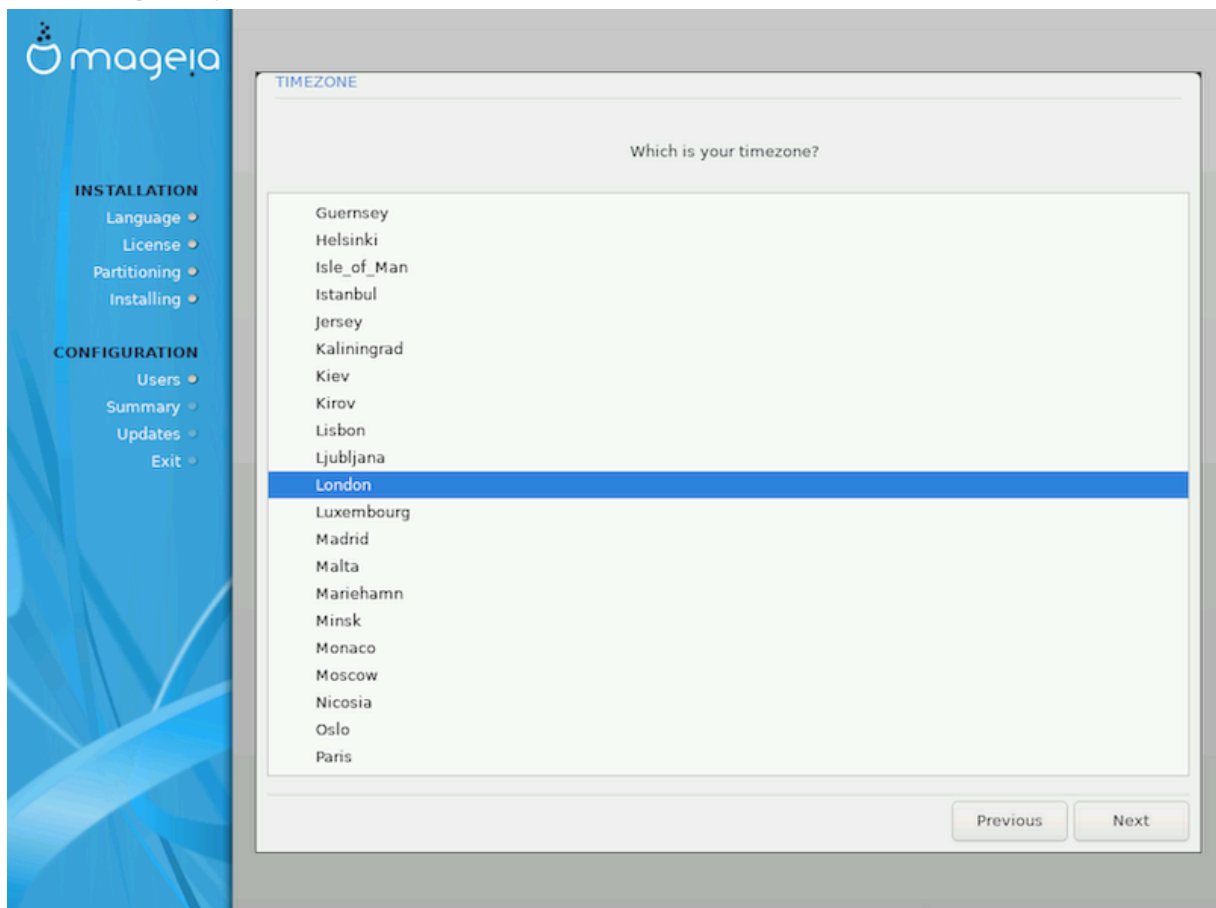 mageia
INSTALLATION
Language
License
Partitioning
Installing
CONFIGURATION
Users
Summary
Updates
Exit
TIMEZONE
Which is your timezone?
Guernsey
Helsinki
Isle_of_Man
Istanbul
Jersey
Kaliningrad
Kiev
Kirov
Lisbon
Ljubljana
London
Luxembourg
Madrid
Malta
Mariehamn
Minsk
Monaco
Moscow
Nicosia
Oslo
Paris
Previous
Next